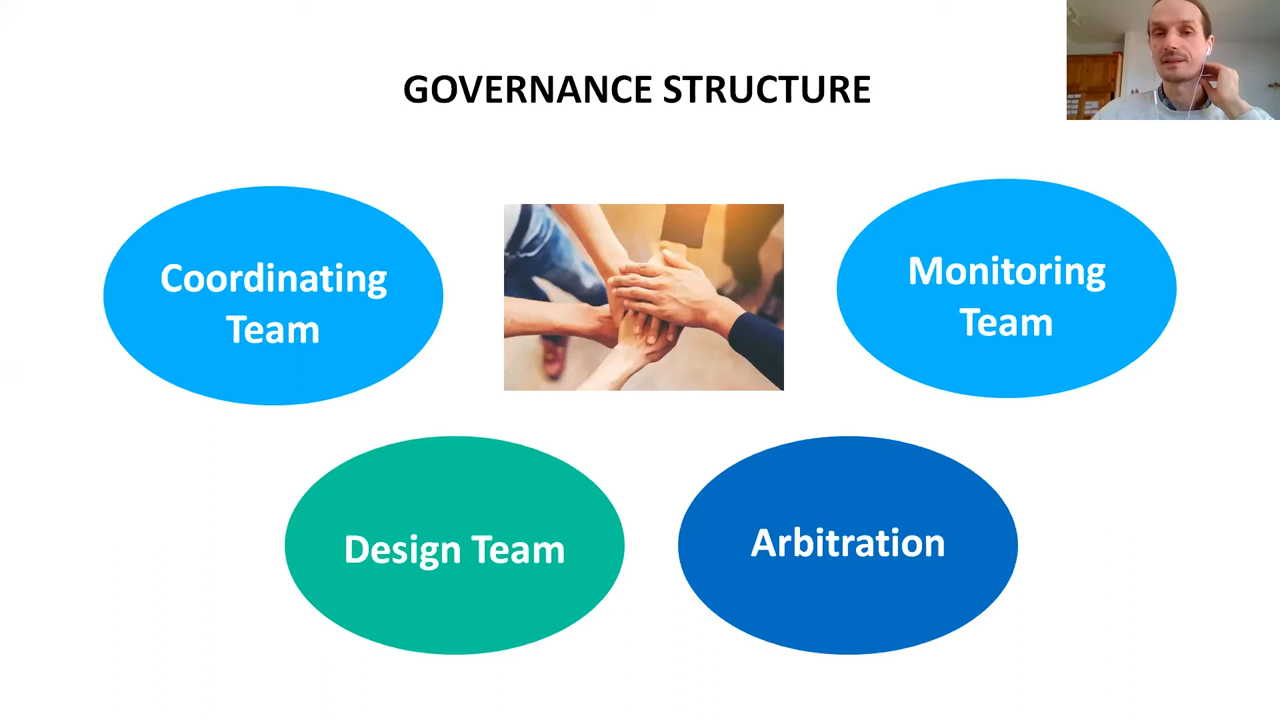 GOVERNANCE STRUCTURE
Coordinating
Team
Monitoring
Team
Design Team
Arbitration